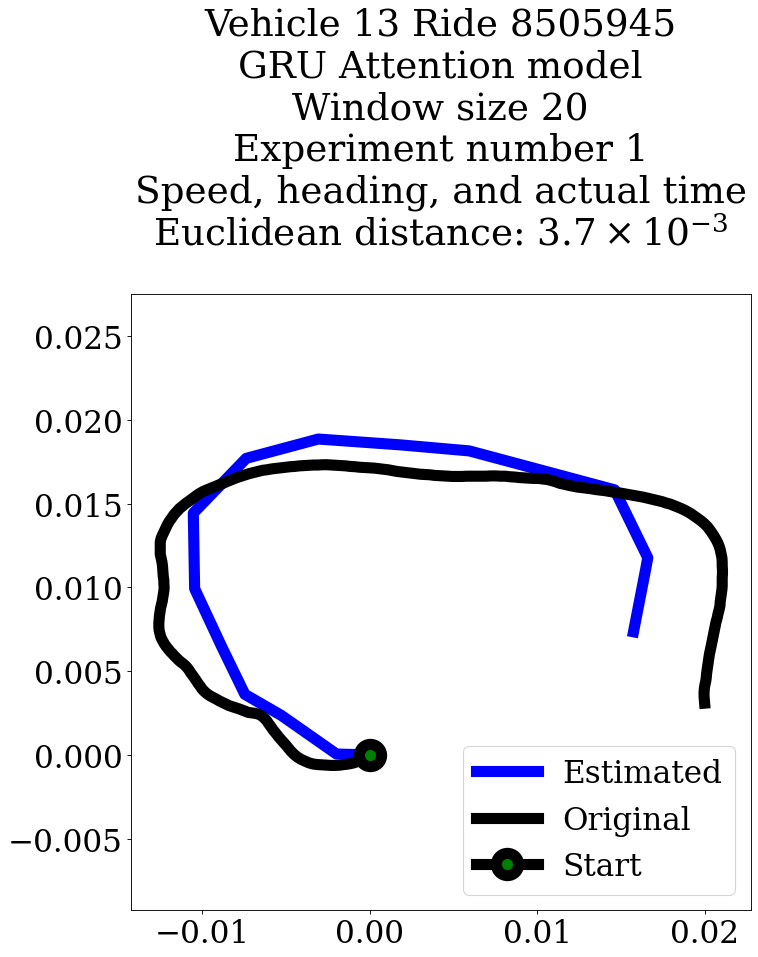 Vehicle 13 Ride 8505945
GRU Attention model
Window size 20
Experiment number 1
Speed, heading, and actual time
Euclidean distance: 3.7 × 10⁻³
0.025
0.020
0.015
0.010
0.005
0.000
−0.005
Estimated
Original
Start
−0.01 0.00 0.01 0.02